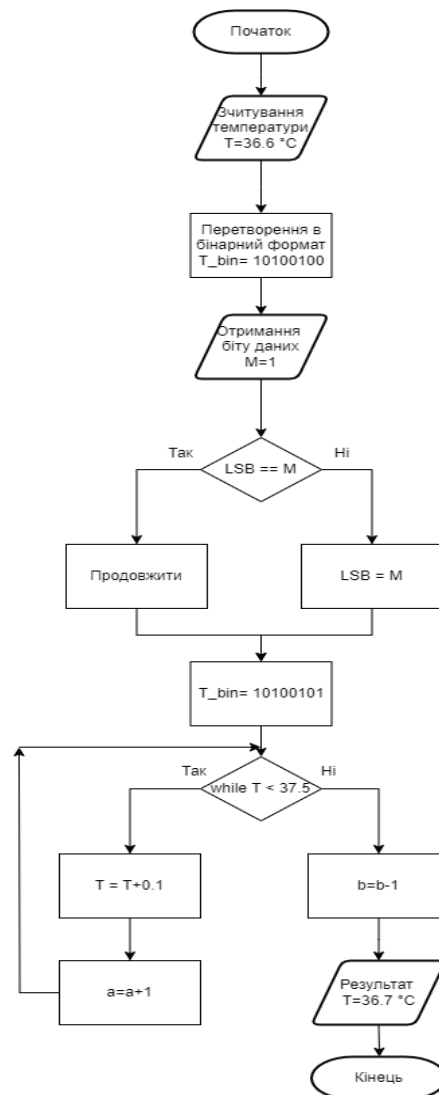 Початок
Зчитування
температури
T=36.6 °C
Перетворення в
бінарний формат
T_bin= 10100100
Отримання
біту даних
M=1
Так
Ні
LSB == M
Продовжити
LSB = M
T_bin= 10100101
Так
Ні
while T < 37.5
T = T+0.1
b=b-1
a=a+1
Результат
T=36.7 °C
Кінець